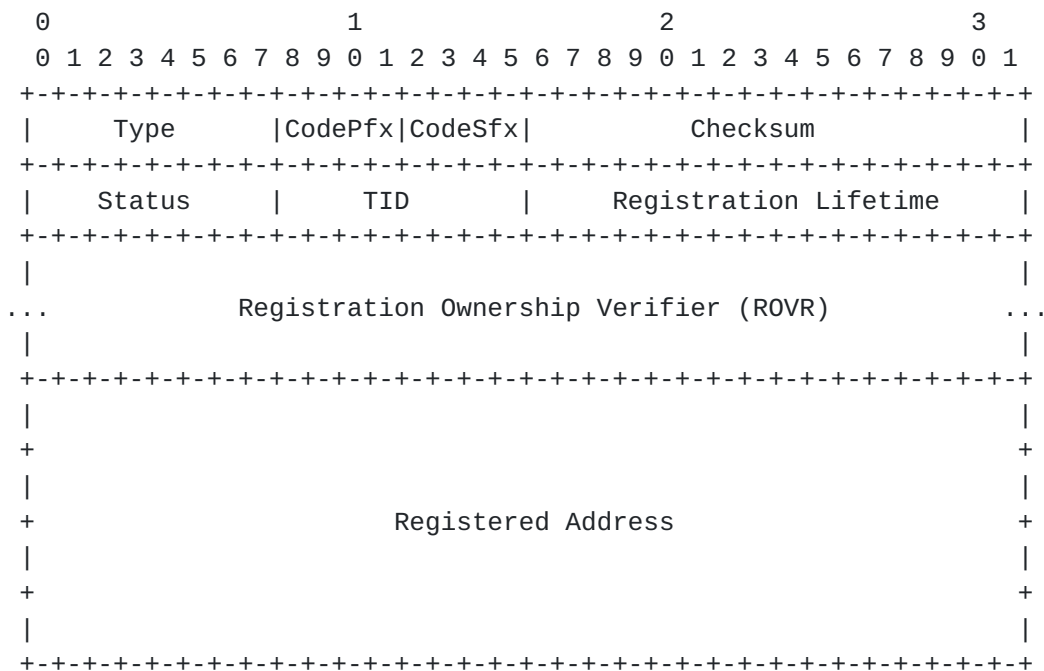 0                   1                   2                   3
0 1 2 3 4 5 6 7 8 9 0 1 2 3 4 5 6 7 8 9 0 1 2 3 4 5 6 7 8 9 0 1
+-+-+-+-+-+-+-+-+-+-+-+-+-+-+-+-+-+-+-+-+-+-+-+-+-+-+-+-+-+-+-+-+
|     Type      |CodePfx|CodeSfx|          Checksum             |
+-+-+-+-+-+-+-+-+-+-+-+-+-+-+-+-+-+-+-+-+-+-+-+-+-+-+-+-+-+-+-+-+
|    Status     |     TID       |     Registration Lifetime     |
+-+-+-+-+-+-+-+-+-+-+-+-+-+-+-+-+-+-+-+-+-+-+-+-+-+-+-+-+-+-+-+-+
|                                                               |
...            Registration Ownership Verifier (ROVR)           ...
|                                                               |
+-+-+-+-+-+-+-+-+-+-+-+-+-+-+-+-+-+-+-+-+-+-+-+-+-+-+-+-+-+-+-+-+
|                                                               |
+                                                               +
|                                                               |
+                       Registered Address                      +
|                                                               |
+                                                               +
|                                                               |
+-+-+-+-+-+-+-+-+-+-+-+-+-+-+-+-+-+-+-+-+-+-+-+-+-+-+-+-+-+-+-+-+